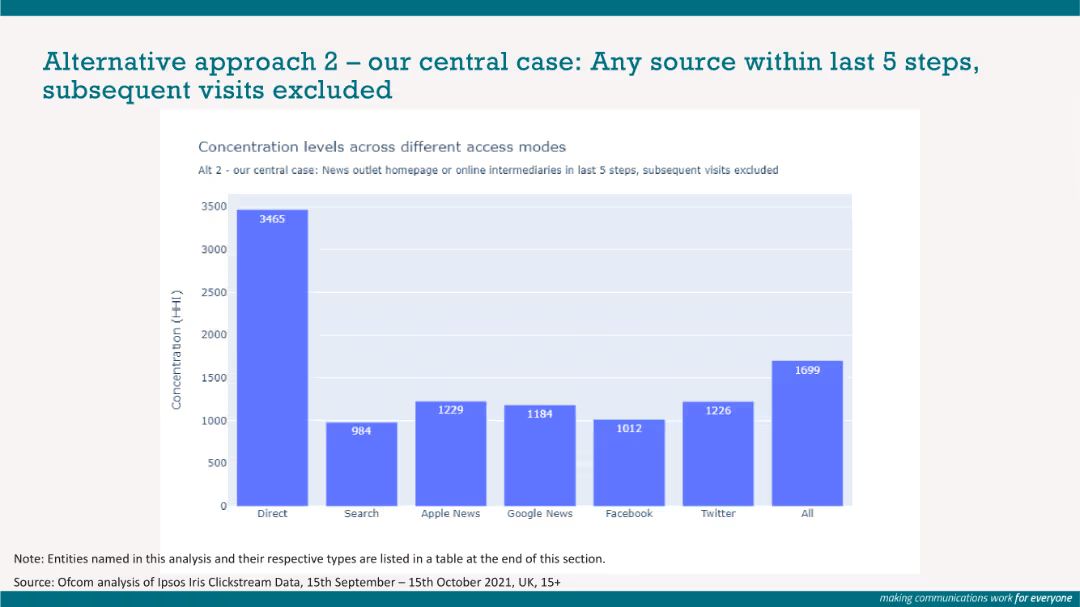 Alternative approach 2 – our central case: Any source within last 5 steps,
subsequent visits excluded
Concentration levels across different access modes
Alt 2 - our central case: News outlet homepage or online intermediaries in last 5 steps, subsequent visits excluded
Concentration (HHI)
3500
3000
2500
2000
1500
1000
500
0
3465
984
1229
1184
1012
1226
1699
Direct
Search
Apple News
Google News
Facebook
Twitter
All
Note: Entities named in this analysis and their respective types are listed in a table at the end of this section.
Source: Ofcom analysis of Ipsos Iris Clickstream Data, 15th September – 15th October 2021, UK, 15+
making communications work for everyone